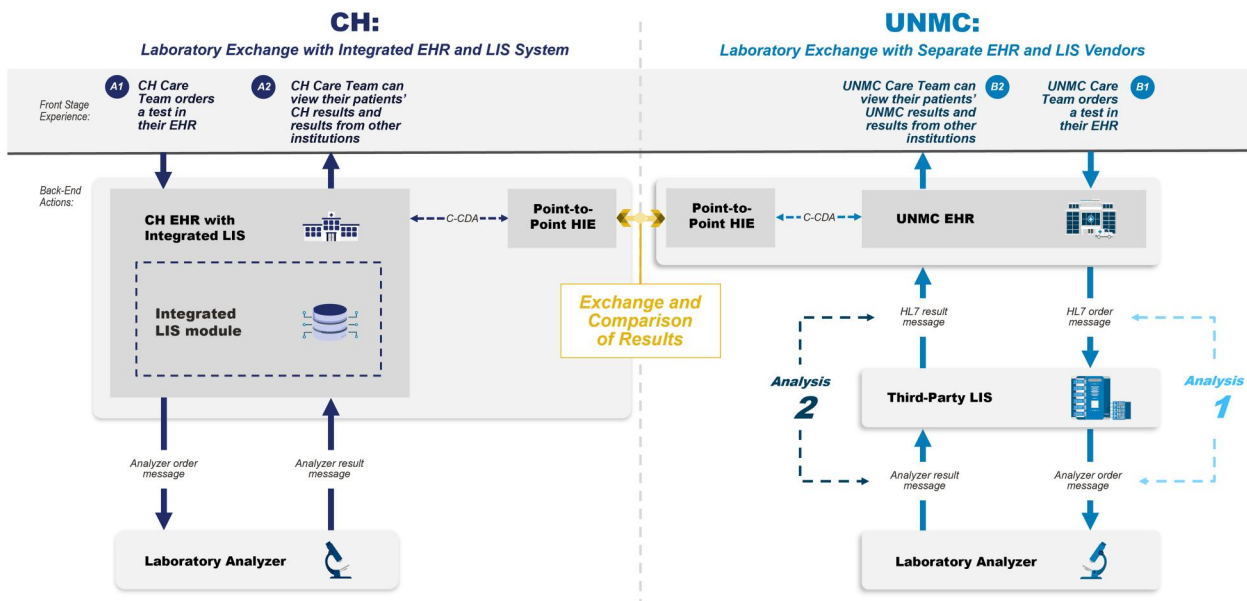 CH:
Laboratory Exchange with Integrated EHR and LIS System
UNMC:
Laboratory Exchange with Separate EHR and LIS Vendors
Front Stage
Experience:
A1
CH Care
Team orders
a test in
their EHR
A2
CH Care Team can
view their patients'
CH results and
results from other
institutions
UNMC Care Team can
view their patients'
UNMC results and
results from other
institutions
B2
UNMC Care
Team orders
a test in
their EHR
B1
Back-End
Actions:
CH EHR with
Integrated LIS
C-CDA
Point-to-
Point HIE
Point-to-
Point HIE
C-CDA
UNMC EHR
Integrated
LIS module
Exchange and
Comparison
of Results
HL7 result
message
HL7 order
message
Analysis
2
Third-Party LIS
Analysis
1
Analyzer order
message
Analyzer result
message
Analyzer result
message
Analyzer order
message
Laboratory Analyzer
Laboratory Analyzer